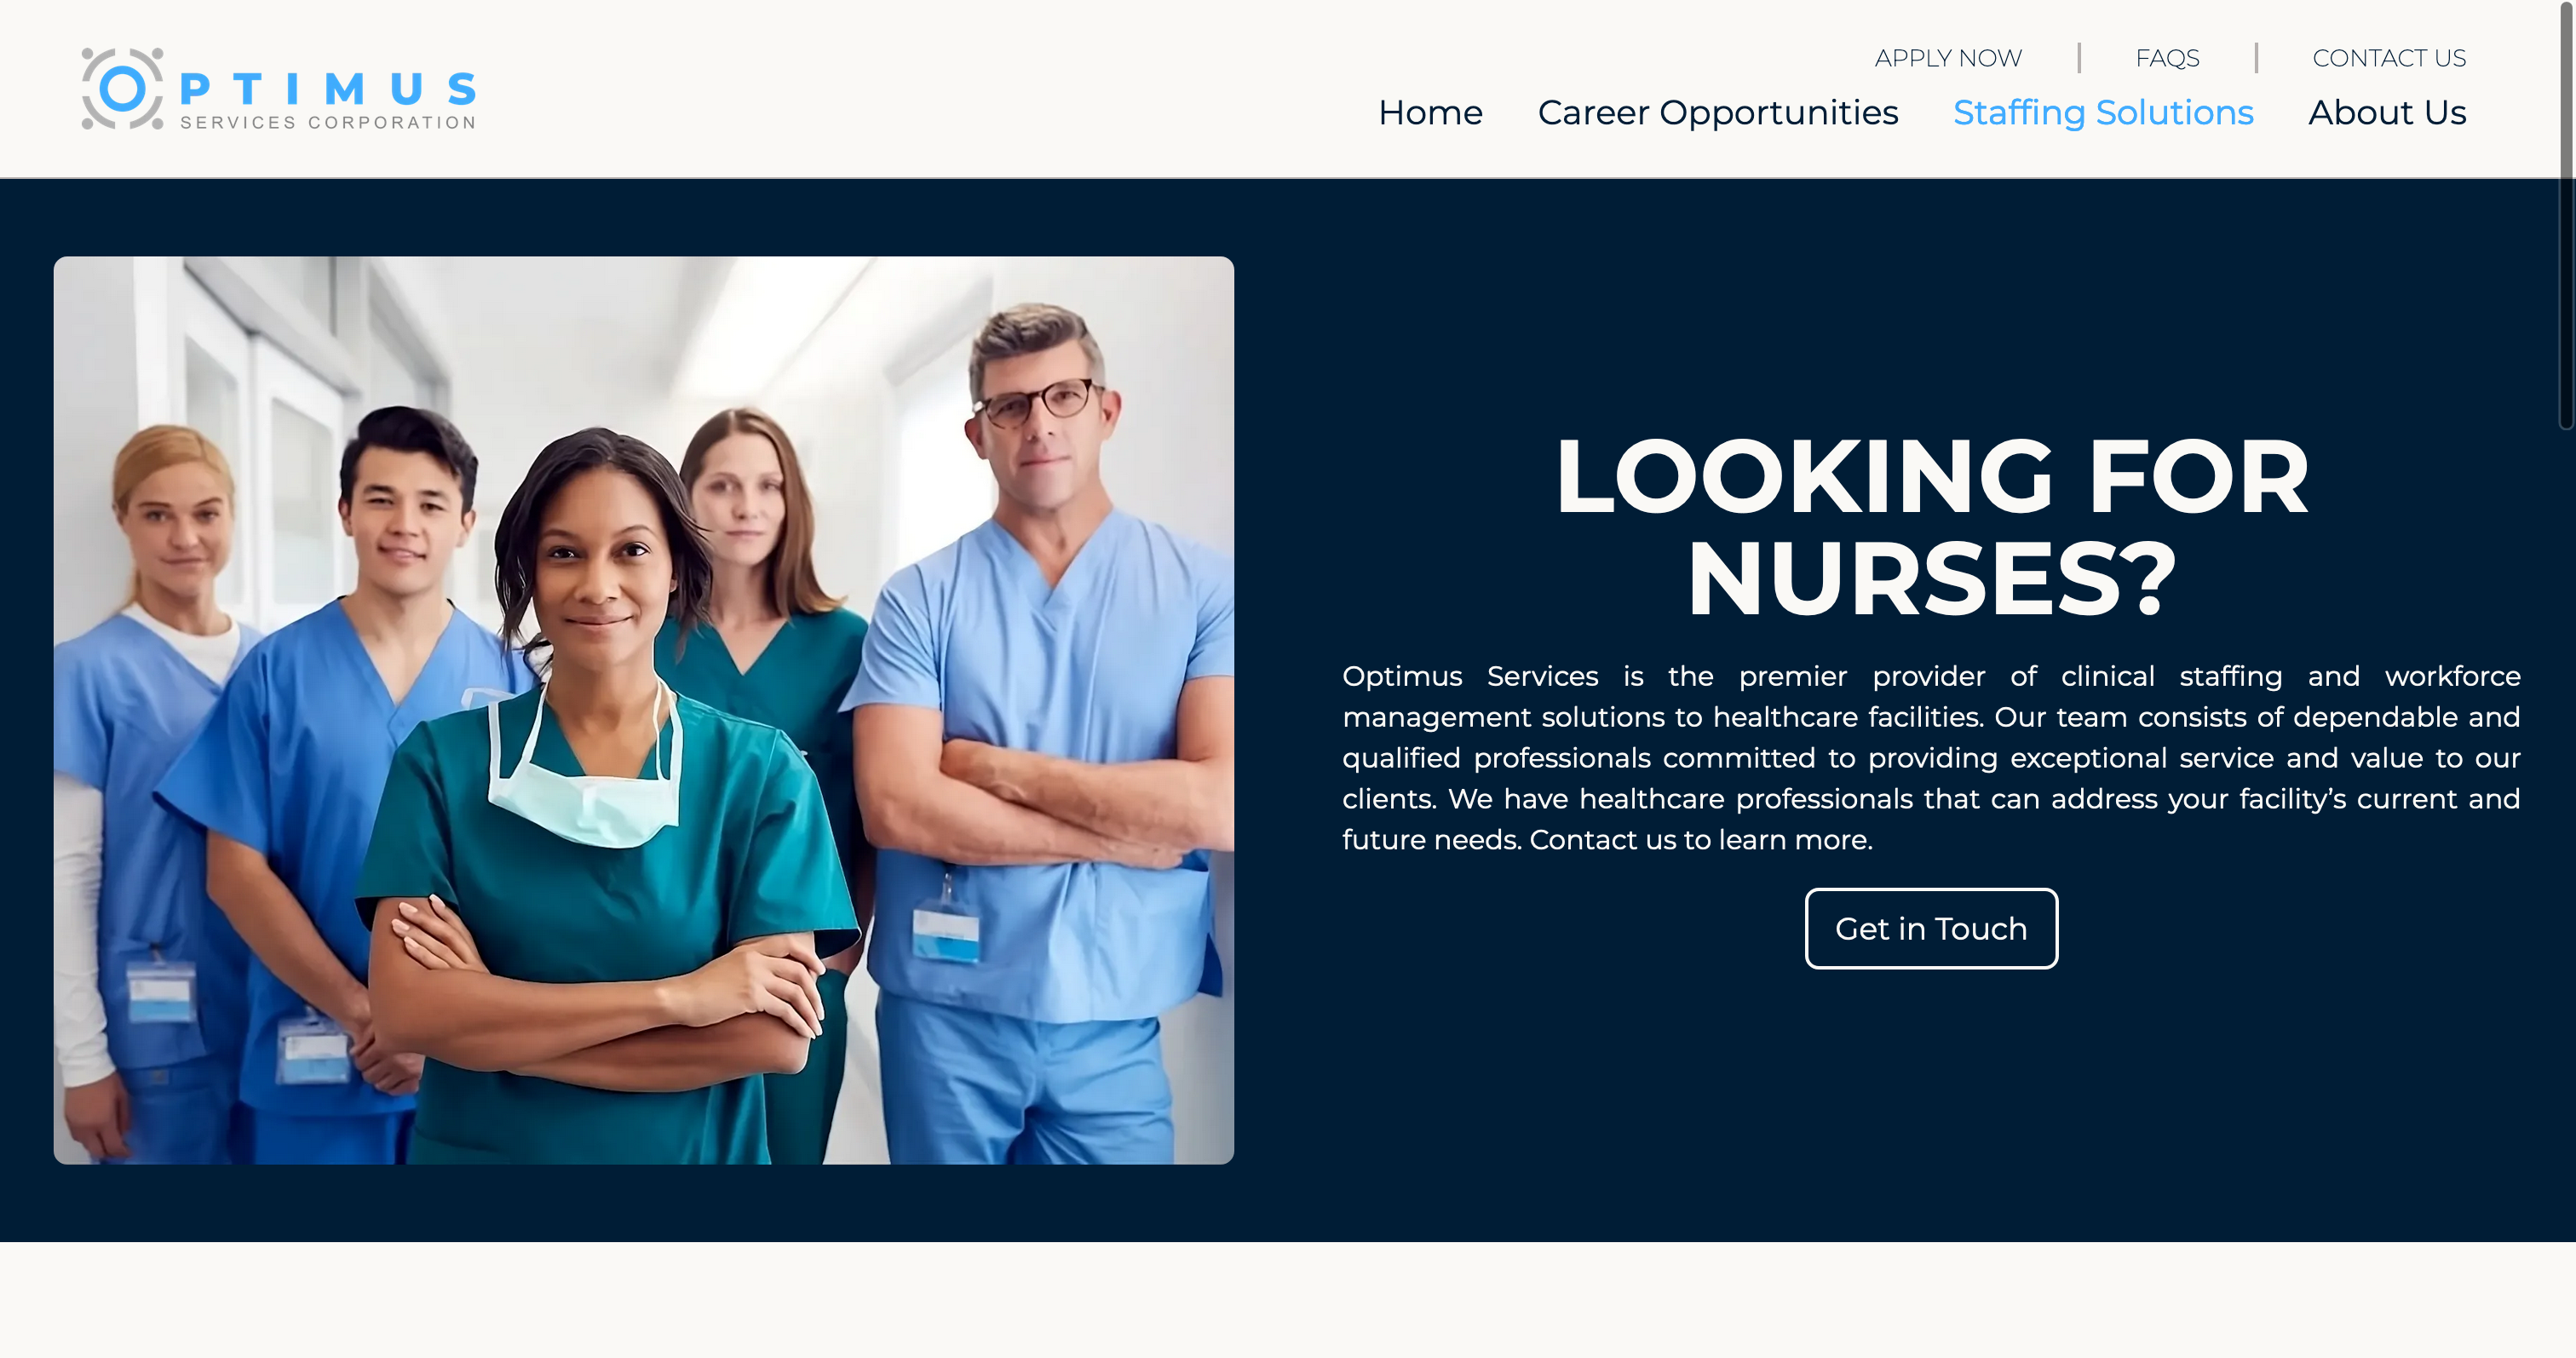 OPTIMUS
SERVICES CORPORATION
APPLY NOW
FAQS
CONTACT US
Home
Career Opportunities
Staffing Solutions
About Us
LOOKING FOR
NURSES?
Optimus Services is the premier provider of clinical staffing and workforce
management solutions to healthcare facilities. Our team consists of dependable and
qualified professionals committed to providing exceptional service and value to our
clients. We have healthcare professionals that can address your facility’s current and
future needs. Contact us to learn more.
Get in Touch